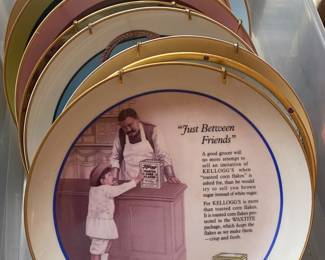 "Just Between
Friends"
A good grocer will
no more attempt to
sell an imitation of
KELLOGG'S when
"toasted corn flakes" is
asked for, than he would
try to sell you brown
sugar instead of white sugar.
For KELLOGG'S is more
than toasted corn flakes.
It is toasted corn flakes pro-
tected in the WAXTITE
package, which keeps the
flakes as we make them
—crisp and fresh.